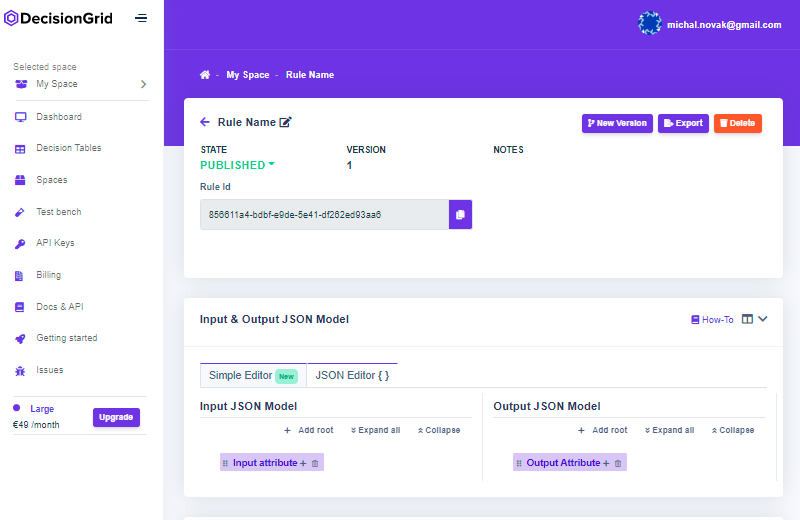 DecisionGrid
michal.novak@gmail.com
Selected space
My Space
Dashboard
Decision Tables
Spaces
Test bench
API Keys
Billing
Docs & API
Getting started
Issues
Large
€49 /month
Upgrade
My Space - Rule Name
Rule Name
New Version
Export
Delete
STATE
VERSION
NOTES
PUBLISHED
1
Rule Id
856611a4-bdbf-e9de-5e41-df262ed93aa6
Input & Output JSON Model
How-To
Simple Editor New
JSON Editor { }
Input JSON Model
+ Add root
Expand all
Collapse
Input attribute +
Output JSON Model
+ Add root
Expand all
Collapse
Output Attribute +